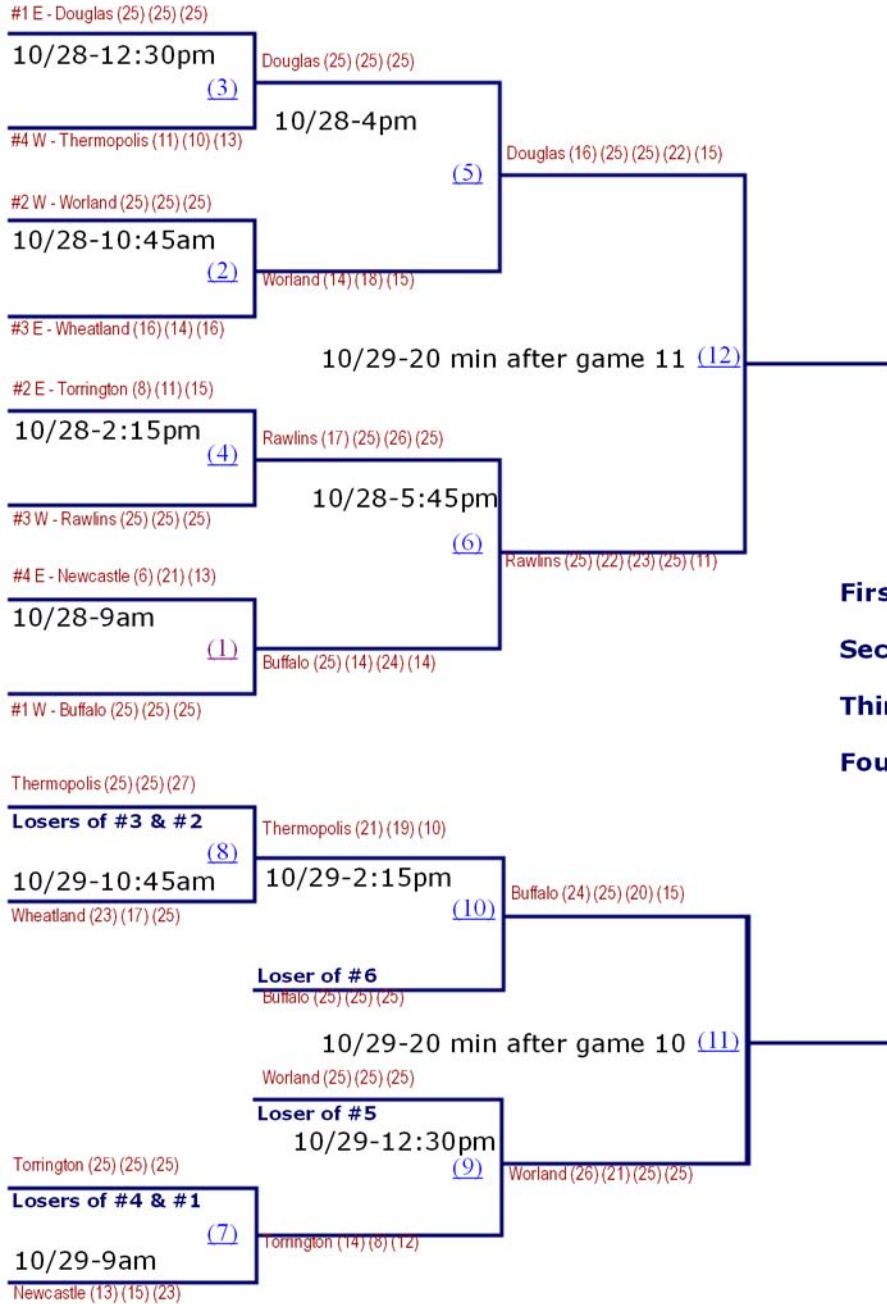 #1 E - Douglas (25) (25) (25)
10/28-12:30pm
Douglas (25) (25) (25)
(3)
10/28-4pm
#4 W - Thermopolis (11) (10) (13)
Douglas (16) (25) (25) (22) (15)
(5)
#2 W - Worland (25) (25) (25)
10/28-10:45am
(2)
Worland (14) (18) (15)
#3 E - Wheatland (16) (14) (16)
10/29-20 min after game 11 (12)
#2 E - Torrington (8) (11) (15)
10/28-2:15pm
Rawlins (17) (25) (26) (25)
(4)
10/28-5:45pm
#3 W - Rawlins (25) (25) (25)
(6)
Rawlins (25) (22) (23) (25) (11)
#4 E - Newcastle (6) (21) (13)
Firs
10/28-9am
(1)
Sec
Buffalo (25) (14) (24) (14)
#1 W - Buffalo (25) (25) (25)
Thir
Fou
Thermopolis (25) (25) (27)
Losers of #3 & #2
Thermopolis (21) (19) (10)
(8)
10/29-10:45am
10/29-2:15pm
Buffalo (24) (25) (20) (15)
(10)
Wheatland (23) (17) (25)
Loser of #6
Buffalo (25) (25) (25)
10/29-20 min after game 10 (11)
Worland (25) (25) (25)
Loser of #5
10/29-12:30pm
(9)
Worland (26) (21) (25) (25)
Torrington (25) (25) (25)
Losers of #4 & #1
(7)
Torrington (14) (8) (12)
10/29-9am
Newcastle (13) (15) (23)